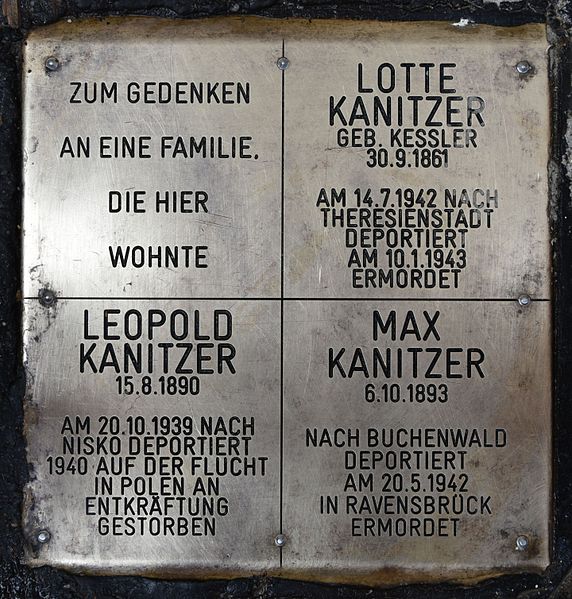 ZUM GEDENKEN
AN EINE FAMILIE,
DIE HIER
WOHNTE
LOTTE
KANITZER
GEB. KESSLER
30.9.1861
AM 14.7.1942 NACH
THERESIENSTADT
DEPORTIERT
AM 10.1.1943
ERMORDET
LEOPOLD
KANITZER
15.8.1890
AM 20.10.1939 NACH
NISKO DEPORTIERT
1940 AUF DER FLUCHT
IN POLEN AN
ENTKRÄFTUNG
GESTORBEN
MAX
KANITZER
6.10.1893
NACH BUCHENWALD
DEPORTIERT
AM 20.5.1942
IN RAVENSBRÜCK
ERMORDET